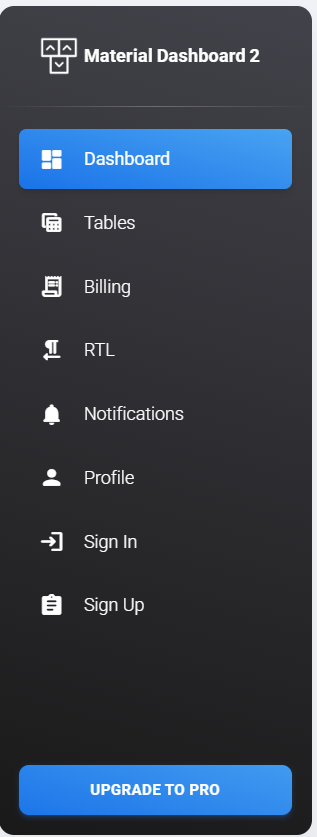 Material Dashboard 2
Dashboard
Tables
Billing
RTL
Notifications
Profile
Sign In
Sign Up
UPGRADE TO PRO